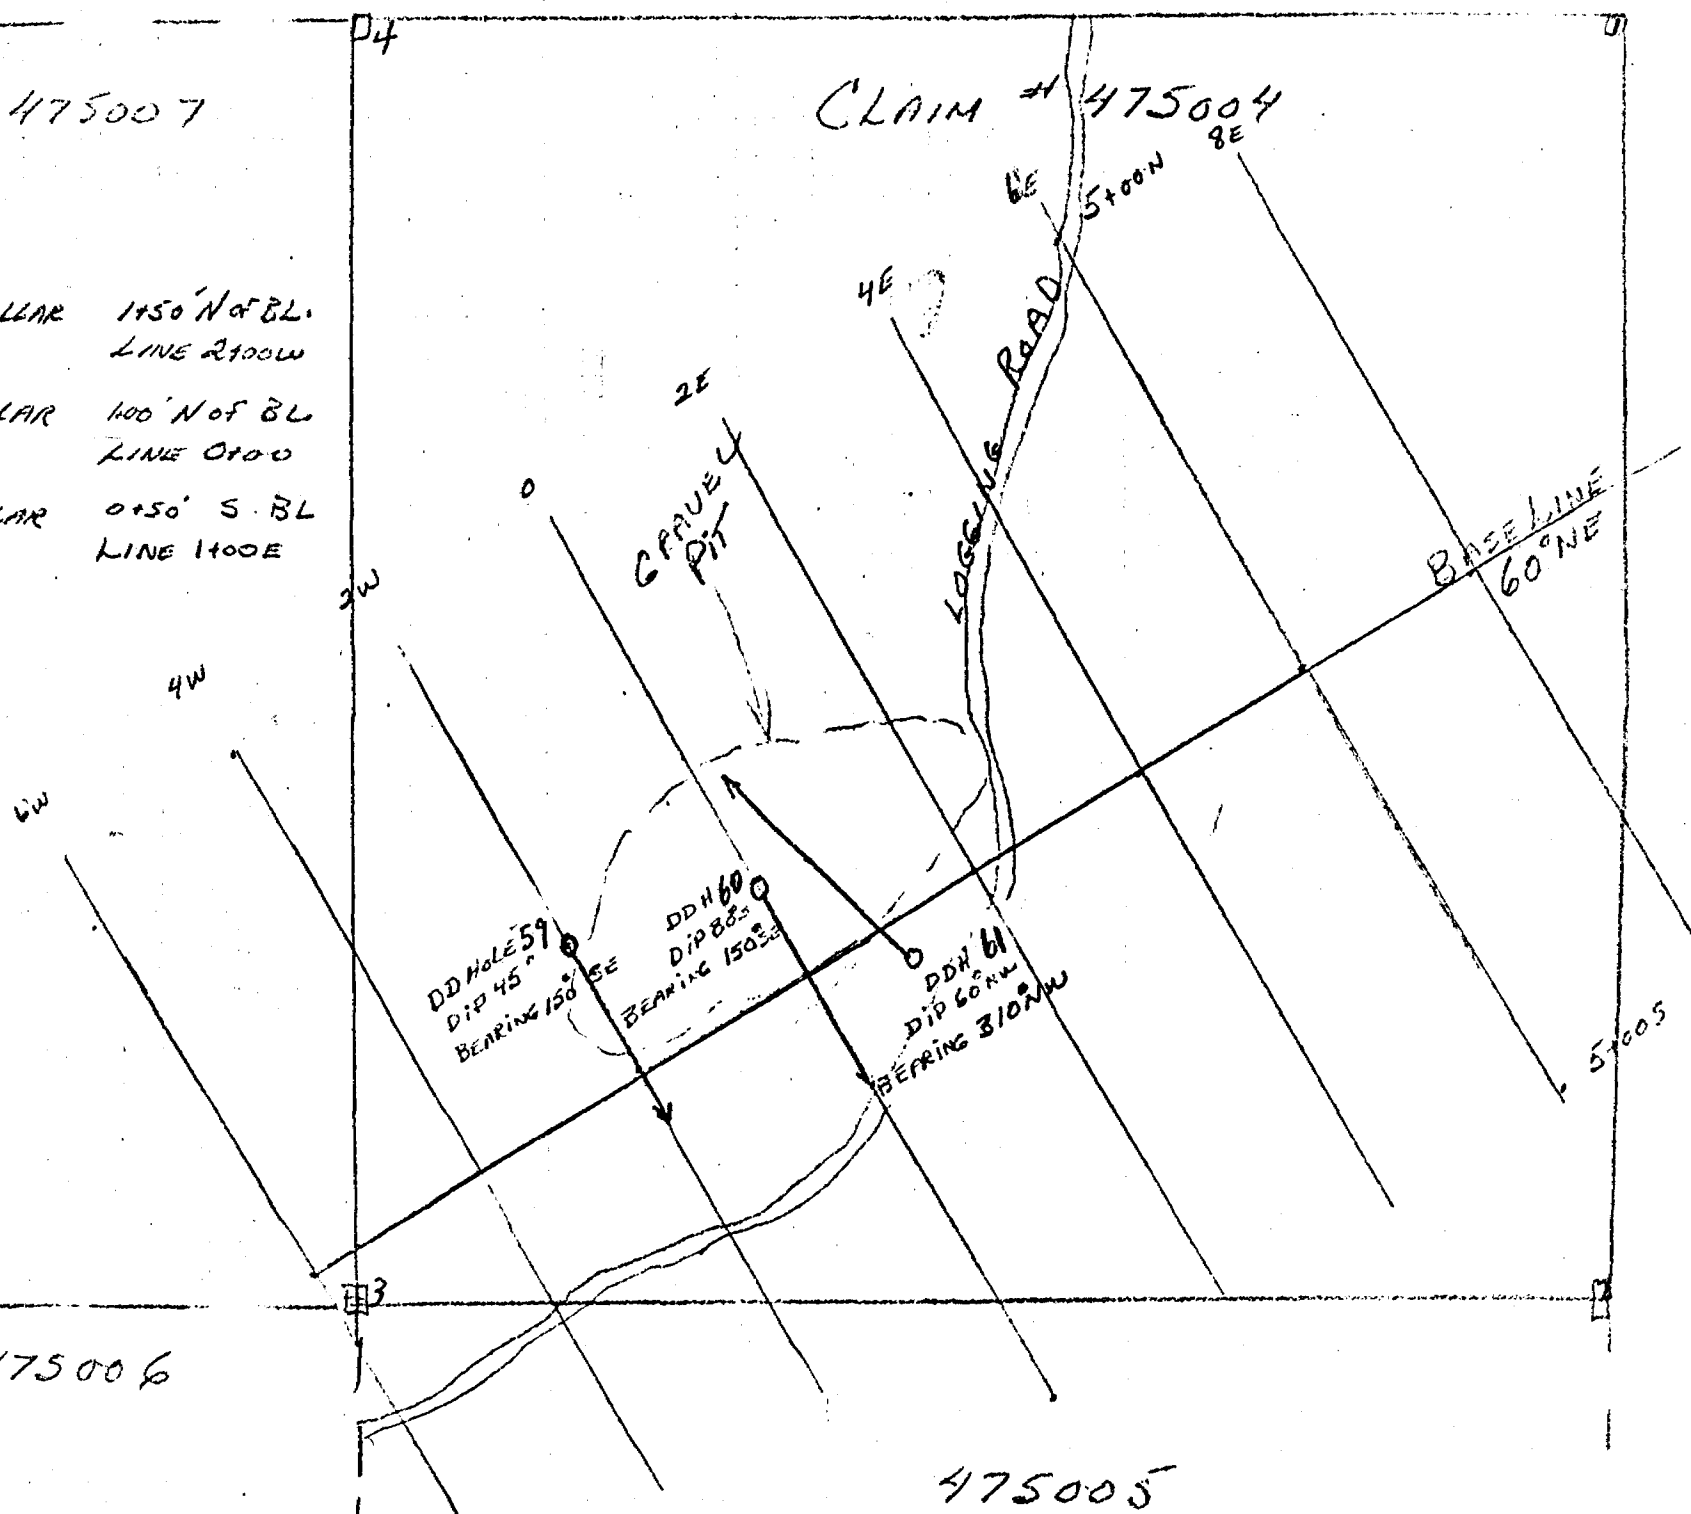 4
475007
CLAIM # 475004
8E
6E
5+00N
4E
LLAR 1+50' N of BL.
LINE 2+00W
LAR 1+00' N OF BL
LINE 0+00
LAR 0+50' S. BL
LINE 1+00E
2E
0
GRAVEL
PIT
LOGGING ROAD
BASE LINE
60° NE
2W
4W
6W
DD HOLE 59
DIP 45°
BEARING 150° SE
DDH 60
DIP 80°S
BEARING 150°SE
DDH 61
DIP 60° NW
BEARING 310° NW
5+00S
3
75006
475005